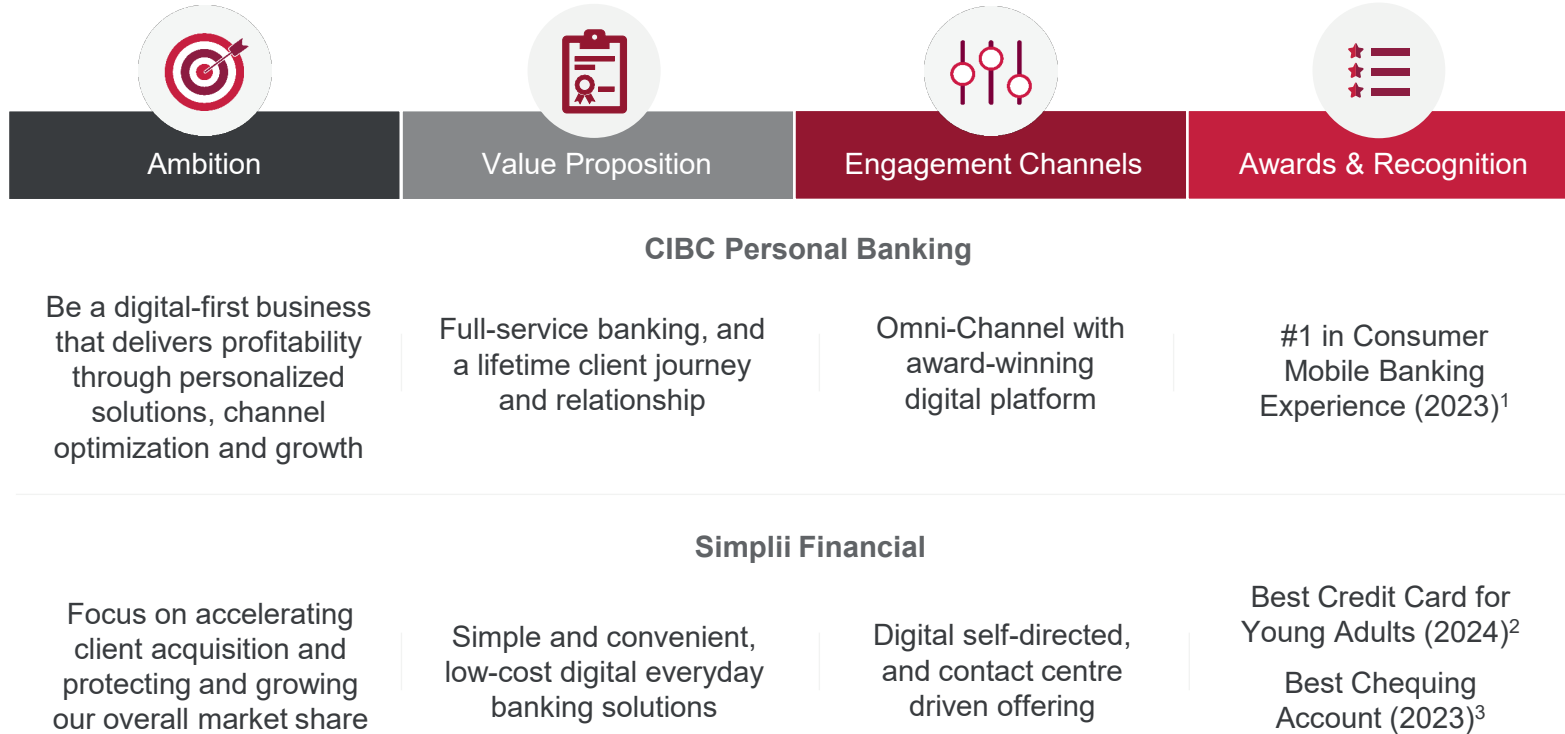 Ambition
Value Proposition
Engagement Channels
Awards & Recognition
CIBC Personal Banking
Be a digital-first business
that delivers profitability
through personalized
solutions, channel
optimization and growth
Full-service banking, and
a lifetime client journey
and relationship
Omni-Channel with
award-winning
digital platform
#1 in Consumer
Mobile Banking
Experience (2023)1
Simplii Financial
Focus on accelerating
client acquisition and
protecting and growing
our overall market share
Simple and convenient,
low-cost digital everyday
banking solutions
Digital self-directed,
and contact centre
driven offering
Best Credit Card for
Young Adults (2024)2
Best Chequing
Account (2023)3